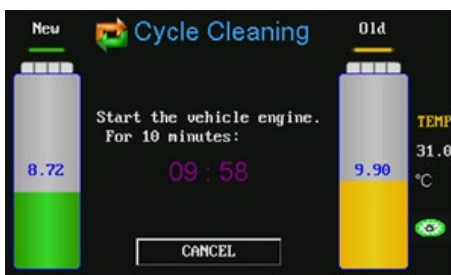 New
Cycle Cleaning
Old
Start the vehicle engine.
For 10 minutes:
09 : 58
8.72
9.90
TEMP
31.0
°C
CANCEL